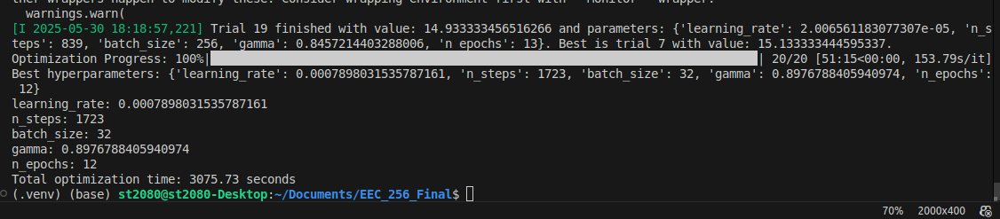 ther wrappers happen to modify these. Consider wrapping environment first with ``Monitor`` wrapper.
  warnings.warn(
[I 2025-05-30 18:18:57,221] Trial 19 finished with value: 14.933333456516266 and parameters: {'learning_rate': 2.006561183077307e-05, 'n_s
teps': 839, 'batch_size': 256, 'gamma': 0.8457214403288006, 'n_epochs': 13}. Best is trial 7 with value: 15.133333444595337.
Optimization Progress: 100%| | 20/20 [51:15<00:00, 153.79s/it]
Best hyperparameters: {'learning_rate': 0.0007898031535787161, 'n_steps': 1723, 'batch_size': 32, 'gamma': 0.8976788405940974, 'n_epochs':
 12}
learning_rate: 0.0007898031535787161
n_steps: 1723
batch_size: 32
gamma: 0.8976788405940974
n_epochs: 12
Total optimization time: 3075.73 seconds
(.venv) (base) st2080@st2080-Desktop:~/Documents/EEC_256_Final$
70% 2000x400